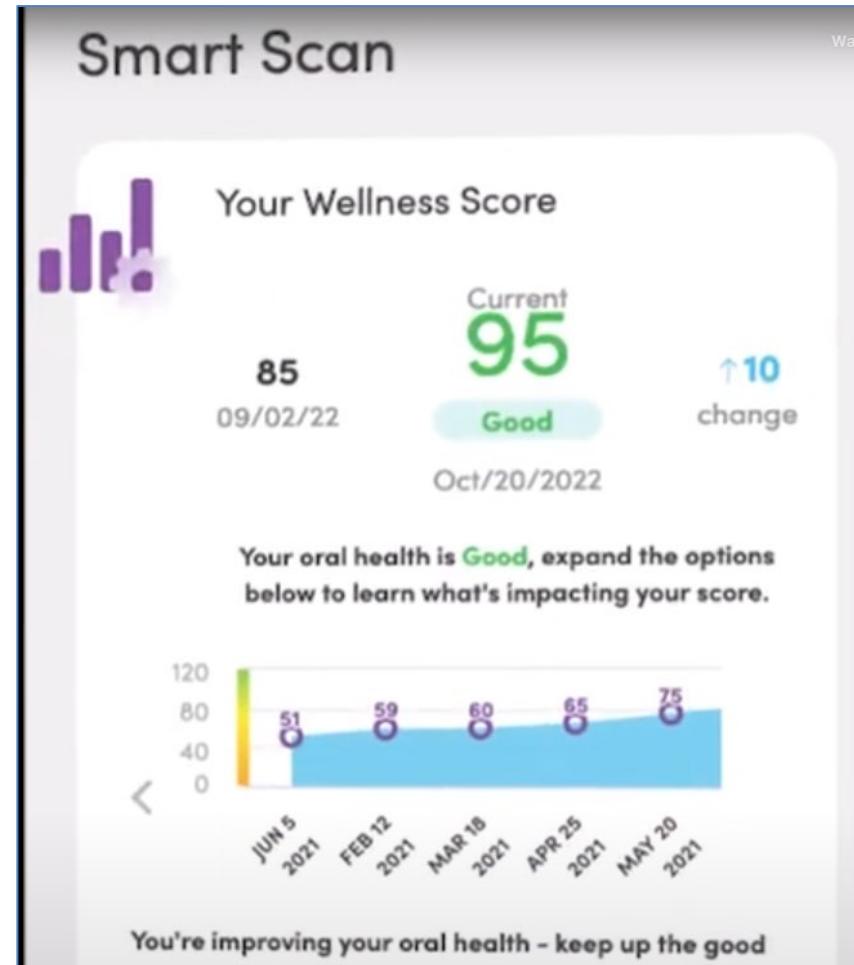 Smart Scan
Wa
Your Wellness Score
Current
95
85
↑10
09/02/22
Good
change
Oct/20/2022
Your oral health is Good, expand the options
below to learn what's impacting your score.
120
80
40
0
51
59
60
65
75
JUN 5
2021
FEB 12
2021
MAR 18
2021
APR 25
2021
MAY 20
2021
You're improving your oral health - keep up the good